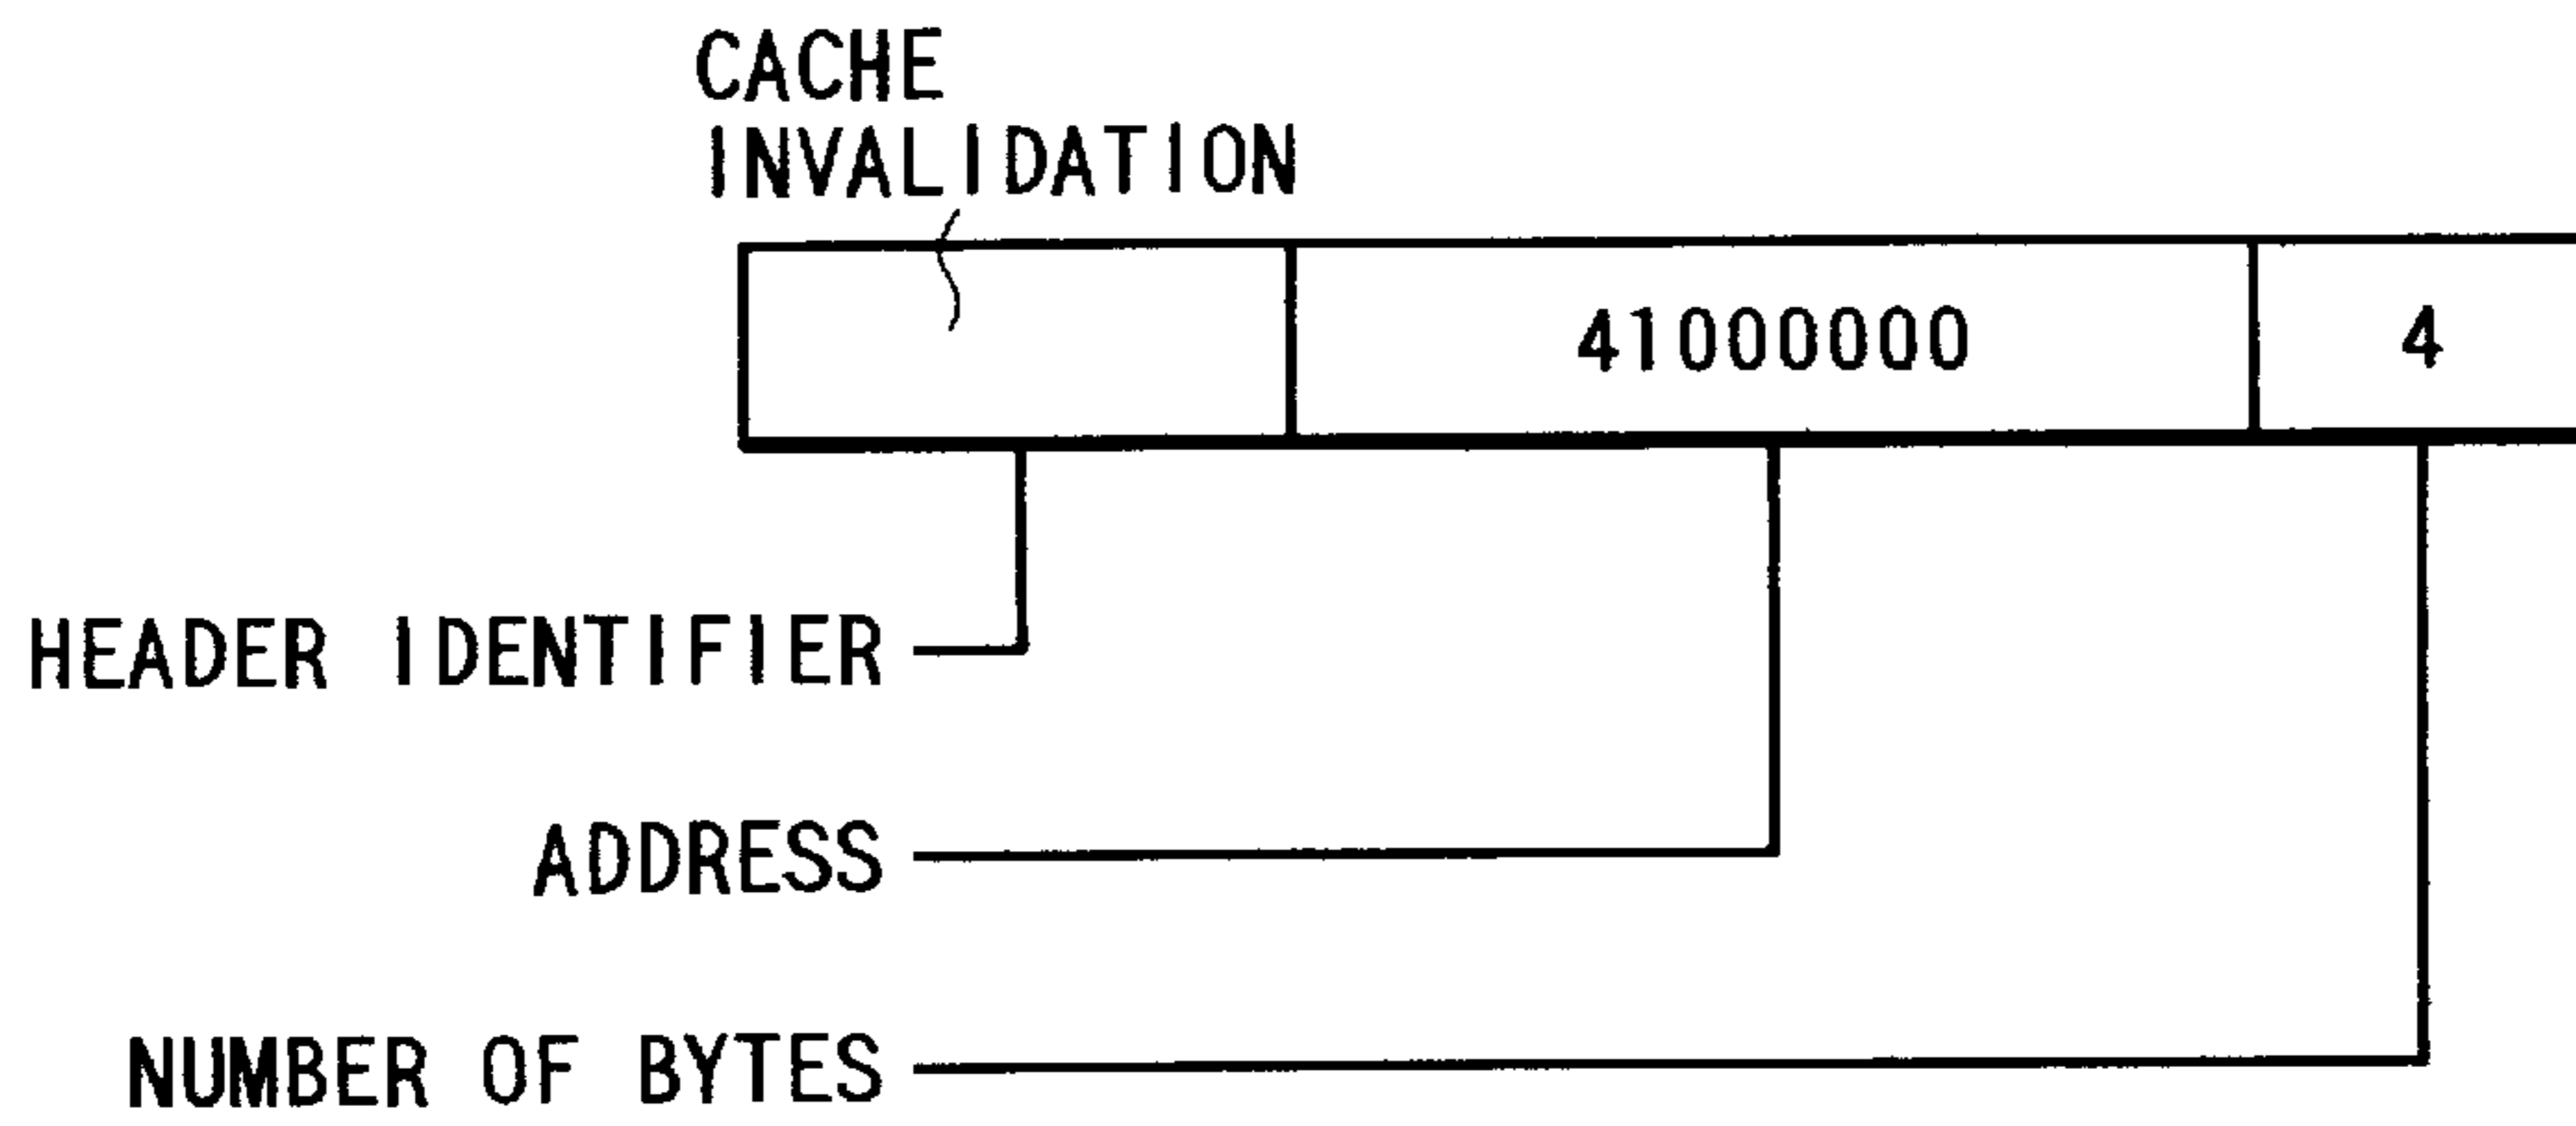 CACHE
INVALIDATION
41000000 4
HEADER IDENTIFIER
ADDRESS
NUMBER OF BYTES